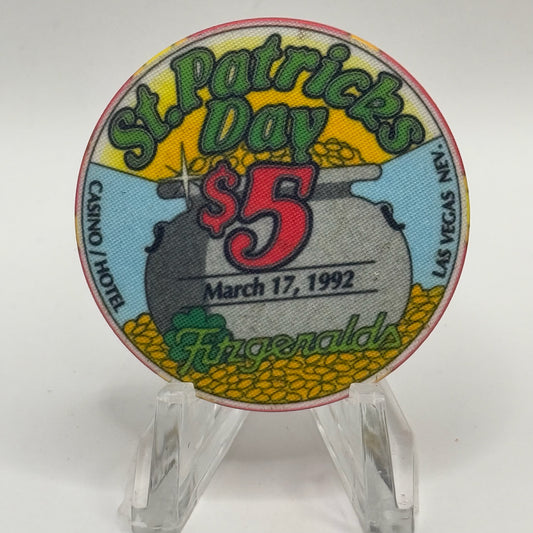 St. Patricks
Day
$5
March 17, 1992
Fitzgeralds
CASINO/HOTEL
LAS VEGAS NEV.